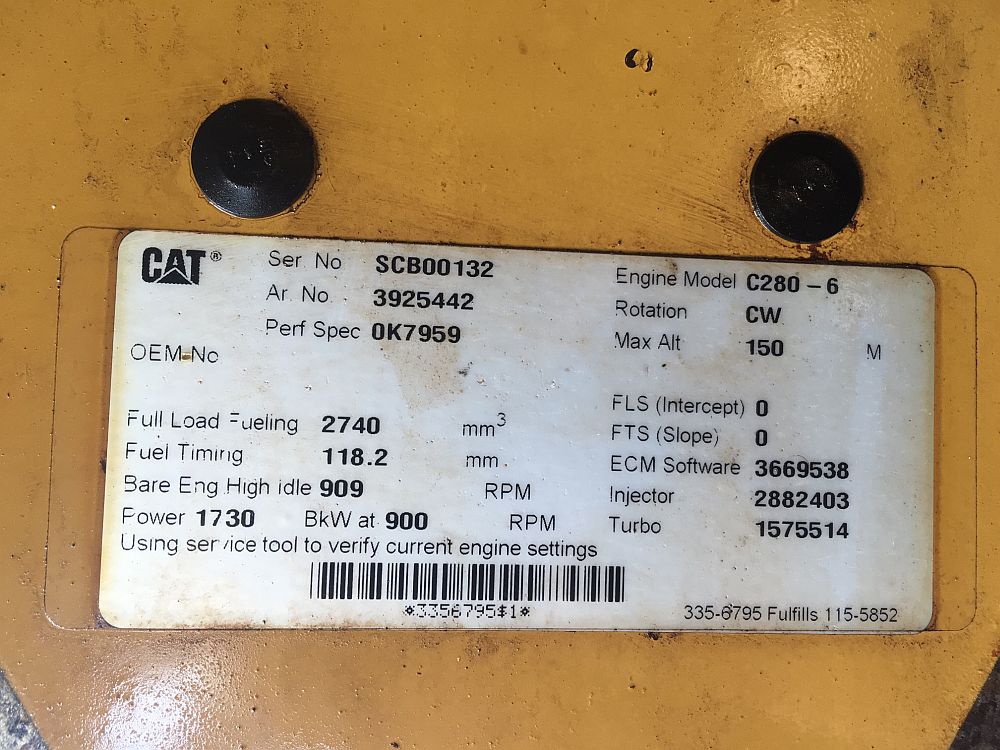 CAT® Ser. No SCB00132 Engine Model C280-6
Ar. No 3925442 Rotation CW
Perf Spec 0K7959 Max Alt 150 M
OEM No
FLS (Intercept) 0
Full Load Fueling 2740 mm³ FTS (Slope) 0
Fuel Timing 118.2 mm ECM Software 3669538
Bare Eng High idle 909 RPM Injector 2882403
Power 1730 BkW at 900 RPM Turbo 1575514
Using service tool to verify current engine settings
*3356795$1*
335-6795 Fulfills 115-5852